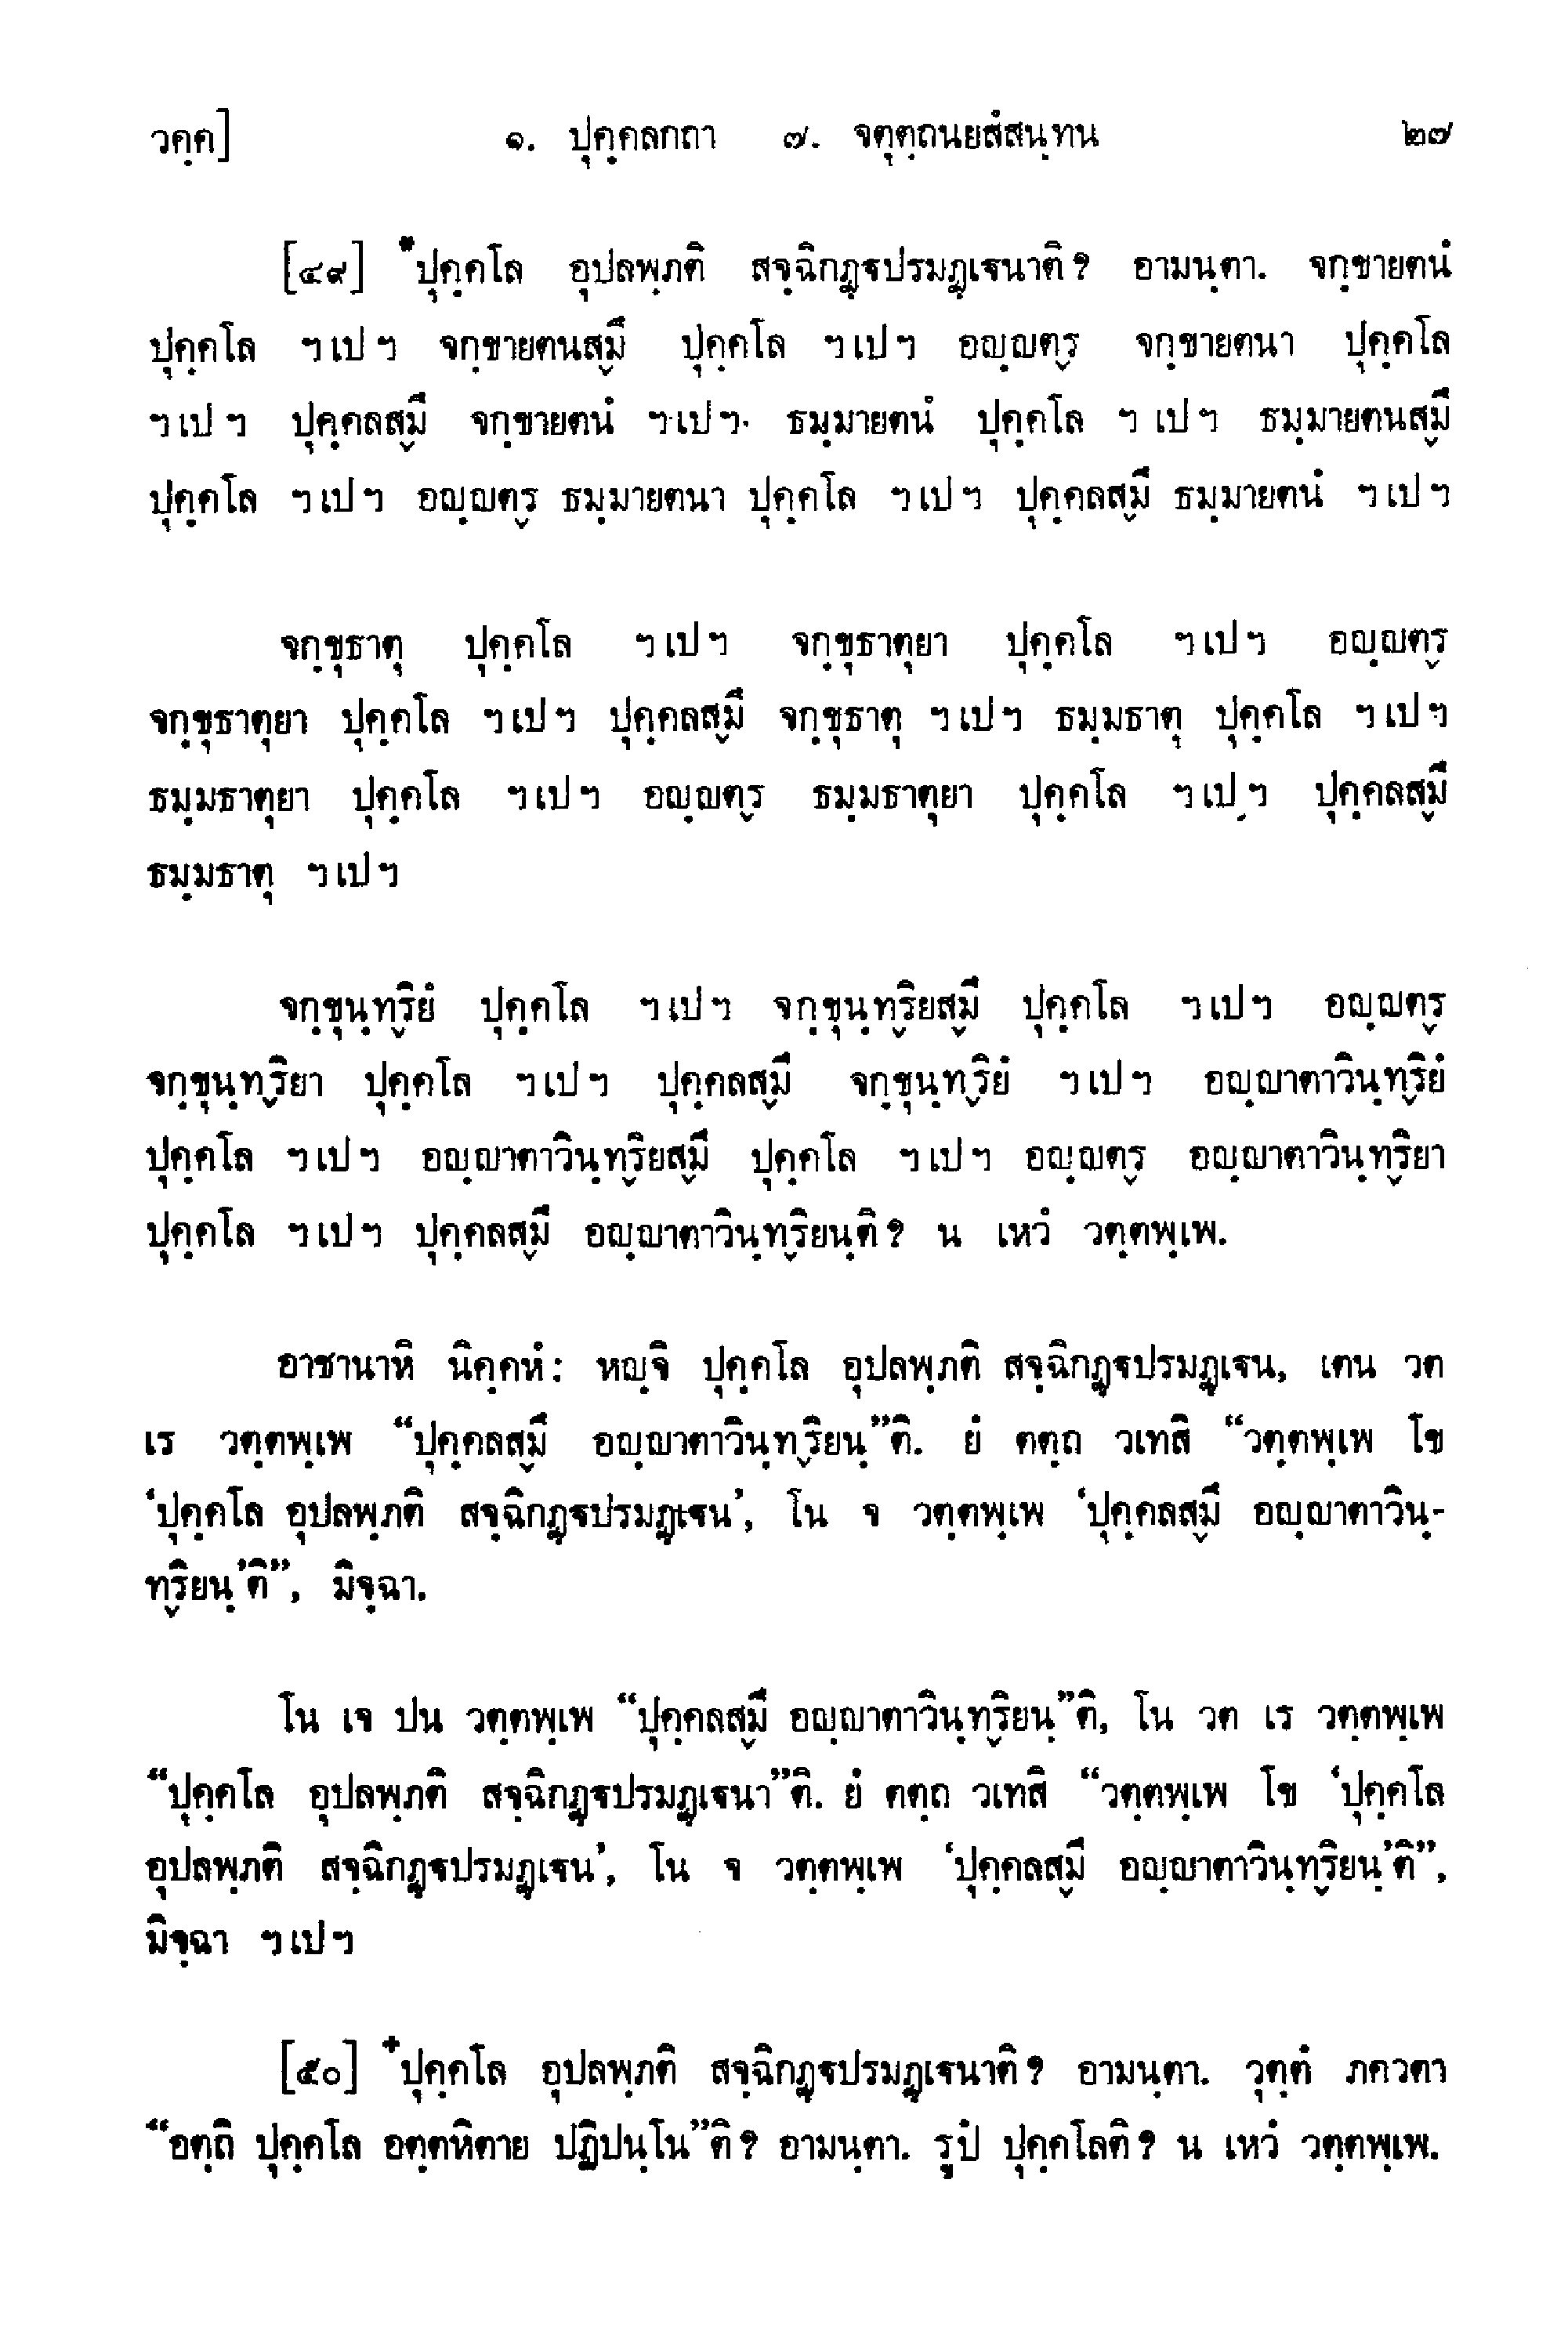 วคฺค] ๑. ปุคฺคลกถา ๗. จตุตฺถนยสํสนฺทน ๒๗
[๔๙] *ปุคฺคโล อุปลพฺภติ สจฺฉิกฏฺฐปรมฏฺเฐนาติ? อามนฺตา. จกฺขายตนํ
ปุคฺคโล ฯเปฯ จกฺขายตนสฺมึ ปุคฺคโล ฯเปฯ อญฺญตฺร จกฺขายตนา ปุคฺคโล
ฯเปฯ ปุคฺคลสฺมึ จกฺขายตนํ ฯเปฯ ธมฺมายตนํ ปุคฺคโล ฯเปฯ ธมฺมายตนสฺมึ
ปุคฺคโล ฯเปฯ อญฺญตฺร ธมฺมายตนา ปุคฺคโล ฯเปฯ ปุคฺคลสฺมึ ธมฺมายตนํ ฯเปฯ
จกฺขุธาตุ ปุคฺคโล ฯเปฯ จกฺขุธาตุยา ปุคฺคโล ฯเปฯ อญฺญตฺร
จกฺขุธาตุยา ปุคฺคโล ฯเปฯ ปุคฺคลสฺมึ จกฺขุธาตุ ฯเปฯ ธมฺมธาตุ ปุคฺคโล ฯเปฯ
ธมฺมธาตุยา ปุคฺคโล ฯเปฯ อญฺญตฺร ธมฺมธาตุยา ปุคฺคโล ฯเปฯ ปุคฺคลสฺมึ
ธมฺมธาตุ ฯเปฯ
จกฺขุนฺทฺริยํ ปุคฺคโล ฯเปฯ จกฺขุนฺทฺริยสฺมึ ปุคฺคโล ฯเปฯ อญฺญตฺร
จกฺขุนฺทฺริยา ปุคฺคโล ฯเปฯ ปุคฺคลสฺมึ จกฺขุนฺทฺริยํ ฯเปฯ อญฺญาตาวินฺทฺริยํ
ปุคฺคโล ฯเปฯ อญฺญาตาวินฺทฺริยสฺมึ ปุคฺคโล ฯเปฯ อญฺญตฺร อญฺญาตาวินฺทฺริยา
ปุคฺคโล ฯเปฯ ปุคฺคลสฺมึ อญฺญาตาวินฺทฺริยนฺติ? น เหวํ วตฺตพฺเพ.
อาชานาหิ นิคฺคหํ: หญฺจิ ปุคฺคโล อุปลพฺภติ สจฺฉิกฏฺฐปรมฏฺเฐน, เตน วต
เร วตฺตพฺเพ “ปุคฺคลสฺมึ อญฺญาตาวินฺทฺริยนฺ”ติ. ยํ ตตฺถ วเทสิ “วตฺตพฺเพ โข
‘ปุคฺคโล อุปลพฺภติ สจฺฉิกฏฺฐปรมฏฺเฐน’, โน จ วตฺตพฺเพ ‘ปุคฺคลสฺมึ อญฺญาตาวินฺ-
ทฺริยนฺ’ติ”, มิจฺฉา.
โน เจ ปน วตฺตพฺเพ “ปุคฺคลสฺมึ อญฺญาตาวินฺทฺริยนฺ”ติ, โน วต เร วตฺตพฺเพ
“ปุคฺคโล อุปลพฺภติ สจฺฉิกฏฺฐปรมฏฺเฐนา”ติ. ยํ ตตฺถ วเทสิ “วตฺตพฺเพ โข ‘ปุคฺคโล
อุปลพฺภติ สจฺฉิกฏฺฐปรมฏฺเฐน’, โน จ วตฺตพฺเพ ‘ปุคฺคลสฺมึ อญฺญาตาวินฺทฺริยนฺ’ติ”,
มิจฺฉา ฯเปฯ
[๕๐] +ปุคฺคโล อุปลพฺภติ สจฺฉิกฏฺฐปรมฏฺเฐนาติ? อามนฺตา. วุตฺตํ ภควตา
“อตฺถิ ปุคฺคโล อตฺตหิตาย ปฏิปนฺโน”ติ? อามนฺตา. รูปํ ปุคฺคโลติ? น เหวํ วตฺตพฺเพ.